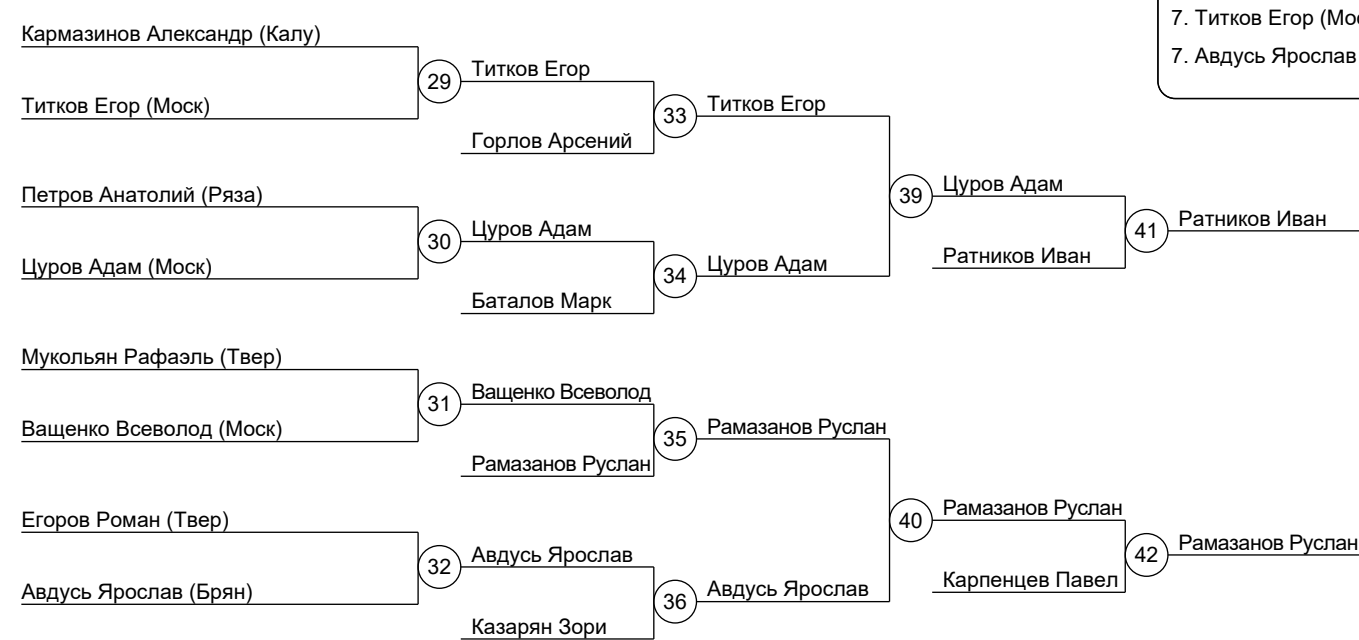 7. Титков Егор (Мос
7. Авдусь Ярослав
Кармазинов Александр (Калу)
29
Титков Егор
Титков Егор (Моск)
33
Титков Егор
Горлов Арсений
Петров Анатолий (Ряза)
39
Цуров Адам
30
Цуров Адам
41
Ратников Иван
Цуров Адам (Моск)
34
Цуров Адам
Ратников Иван
Баталов Марк
Мукольян Рафаэль (Твер)
31
Ващенко Всеволод
Ващенко Всеволод (Моск)
35
Рамазанов Руслан
Рамазанов Руслан
Егоров Роман (Твер)
40
Рамазанов Руслан
32
Авдусь Ярослав
42
Рамазанов Руслан
Авдусь Ярослав (Брян)
36
Авдусь Ярослав
Карпенцев Павел
Казарян Зори